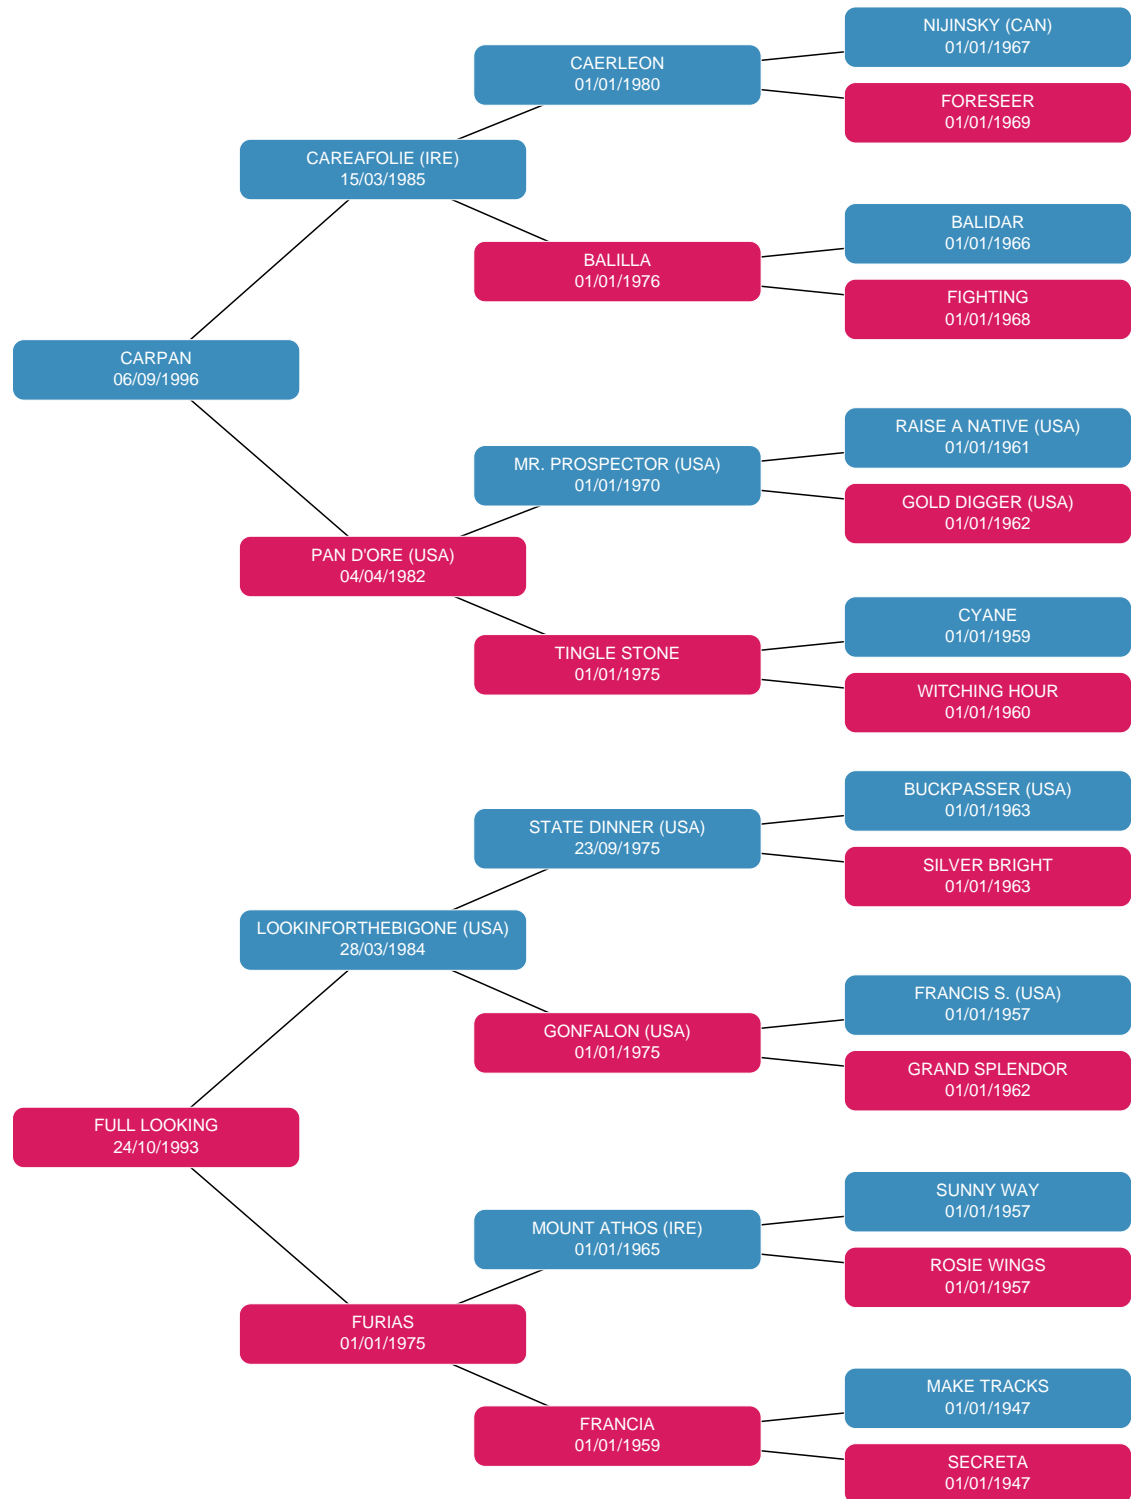 NIJINSKY (CAN)
01/01/1967
CAERLEON
01/01/1980
FORESEER
01/01/1969
CAREAFOLIE (IRE)
15/03/1985
BALIDAR
01/01/1966
BALILLA
01/01/1976
FIGHTING
01/01/1968
CARPAN
06/09/1996
RAISE A NATIVE (USA)
01/01/1961
MR. PROSPECTOR (USA)
01/01/1970
GOLD DIGGER (USA)
01/01/1962
PAN D'ORE (USA)
04/04/1982
CYANE
01/01/1959
TINGLE STONE
01/01/1975
WITCHING HOUR
01/01/1960
BUCKPASSER (USA)
01/01/1963
STATE DINNER (USA)
23/09/1975
SILVER BRIGHT
01/01/1963
LOOKINFORTHEBIGONE (USA)
28/03/1984
FRANCIS S. (USA)
01/01/1957
GONFALON (USA)
01/01/1975
GRAND SPLENDOR
01/01/1962
FULL LOOKING
24/10/1993
SUNNY WAY
01/01/1957
MOUNT ATHOS (IRE)
01/01/1965
ROSIE WINGS
01/01/1957
FURIAS
01/01/1975
MAKE TRACKS
01/01/1947
FRANCIA
01/01/1959
SECRETA
01/01/1947